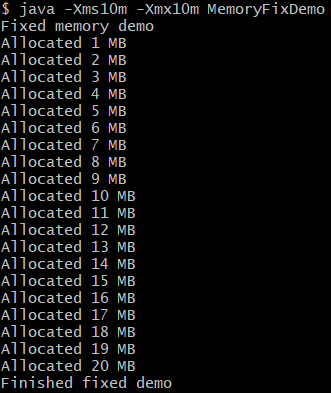 $ java -Xms10m -Xmx10m MemoryFixDemo
Fixed memory demo
Allocated 1 MB
Allocated 2 MB
Allocated 3 MB
Allocated 4 MB
Allocated 5 MB
Allocated 6 MB
Allocated 7 MB
Allocated 8 MB
Allocated 9 MB
Allocated 10 MB
Allocated 11 MB
Allocated 12 MB
Allocated 13 MB
Allocated 14 MB
Allocated 15 MB
Allocated 16 MB
Allocated 17 MB
Allocated 18 MB
Allocated 19 MB
Allocated 20 MB
Finished fixed demo